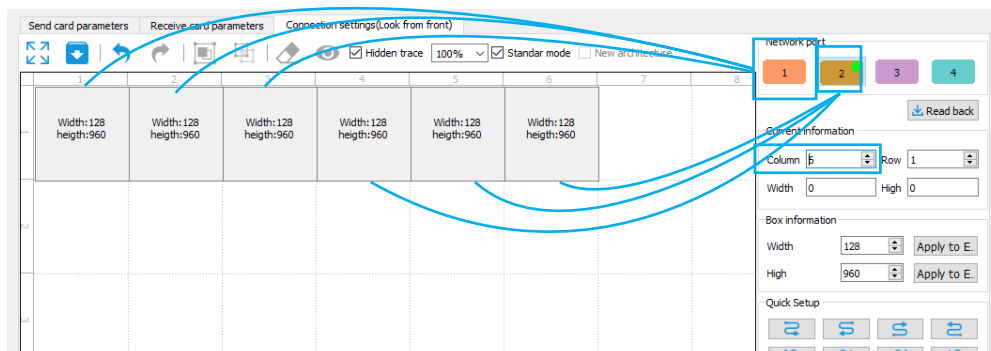 Send card parameters Receive card parameters Connection settings(Look from front)
Hidden trace 100% Standar mode New architecture
1 2 3 4 5 6 7 8
Width:128 Width:128 Width:128 Width:128 Width:128 Width:128
heigth:960 heigth:960 heigth:960 heigth:960 heigth:960 heigth:960
1
2
3
Network port
1 2 3 4
Read back
Current information
Column 6 Row 1
Width 0 High 0
Box information
Width 128 Apply to E..
High 960 Apply to E..
Quick Setup